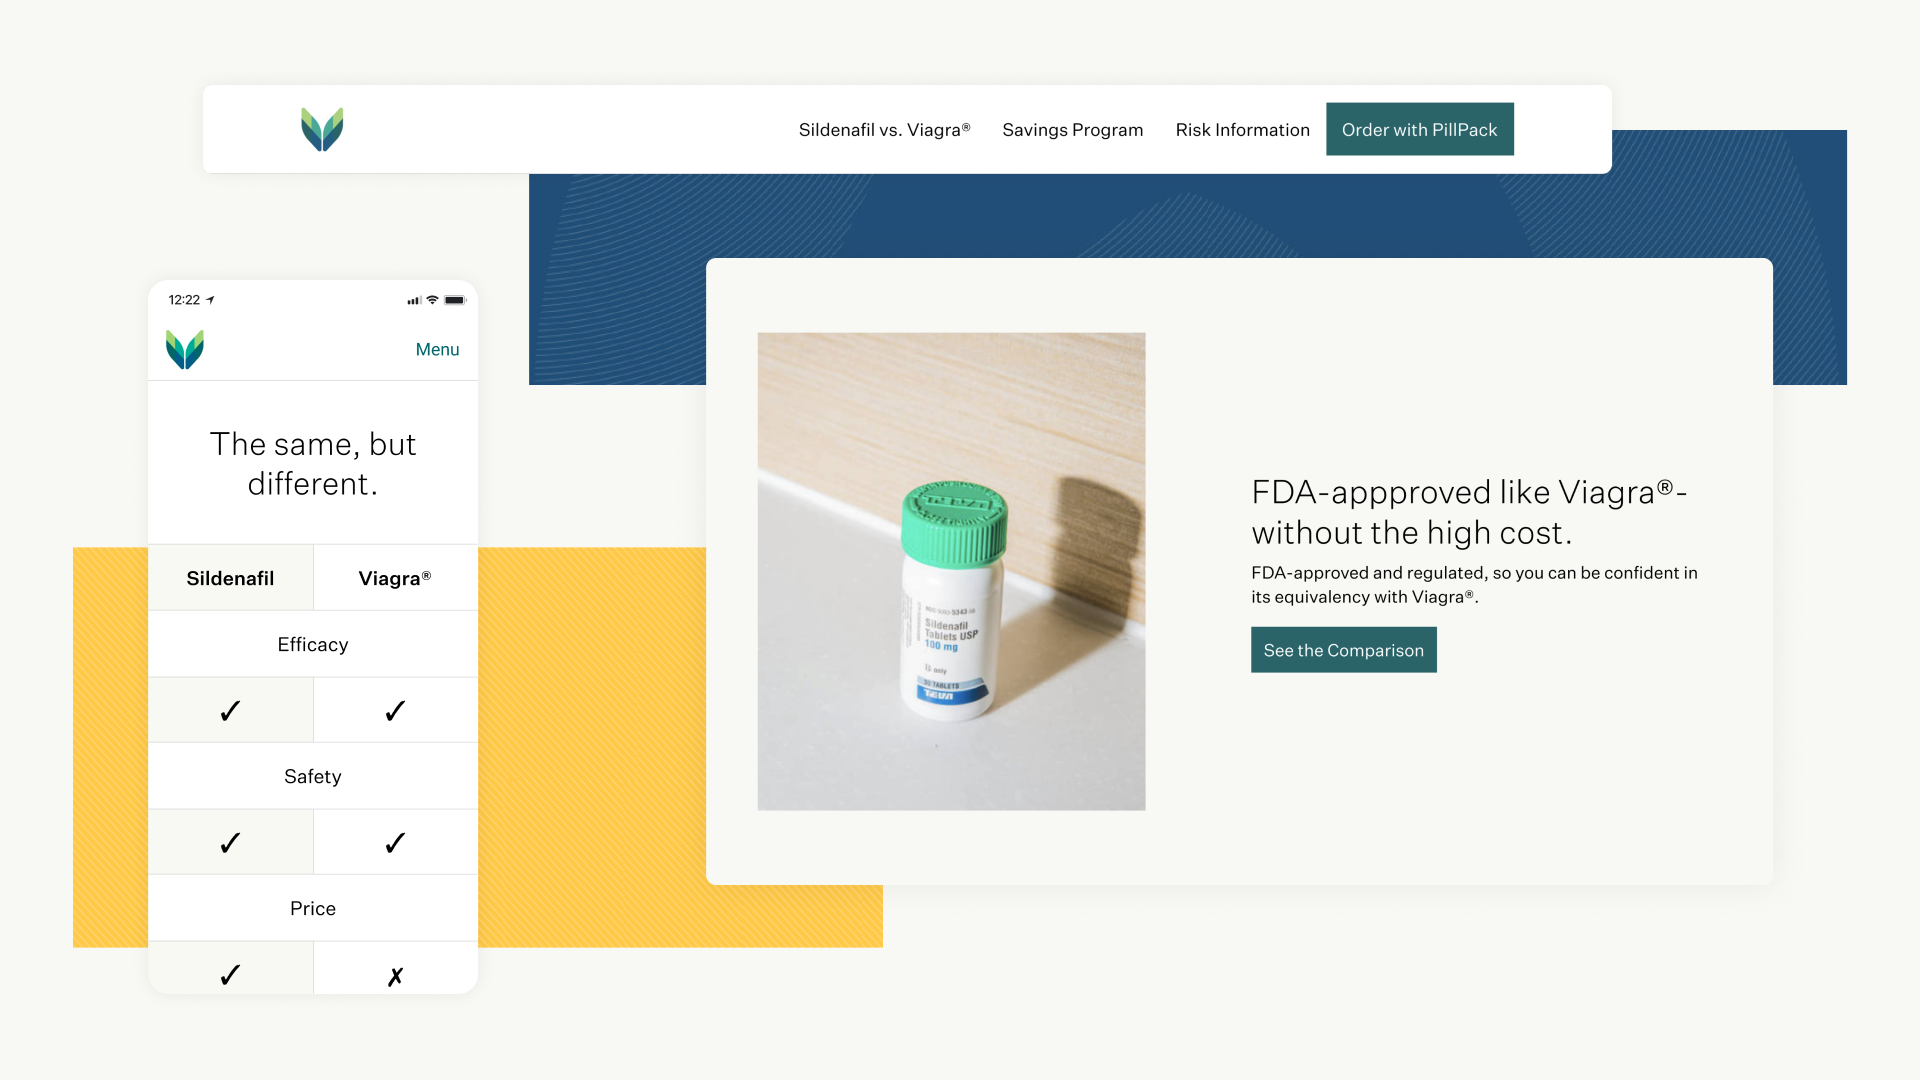 Sildenafil vs. Viagra®
Savings Program
Risk Information
Order with PillPack
12:22
Menu
The same, but
different.
Sildenafil
Viagra®
Efficacy
✓
✓
Safety
✓
✓
Price
✓
✗
Sildenafil
Tablets USP
100 mg
only
30 TABLETS
FDA-appproved like Viagra®-
without the high cost.
FDA-approved and regulated, so you can be confident in
its equivalency with Viagra®.
See the Comparison